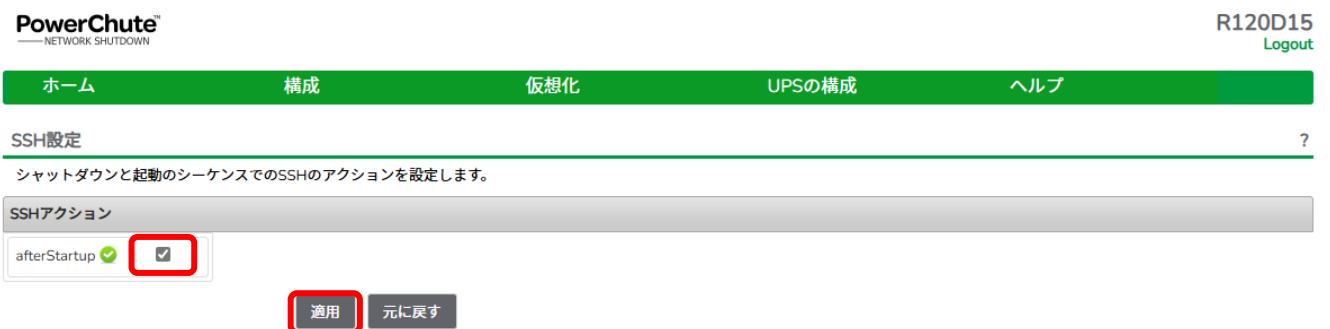 PowerChute™
NETWORK SHUTDOWN
R120D15
Logout
ホーム 構成 仮想化 UPSの構成 ヘルプ
SSH設定 ?
シャットダウンと起動のシーケンスでのSSHのアクションを設定します。
SSHアクション
afterStartup
適用 元に戻す